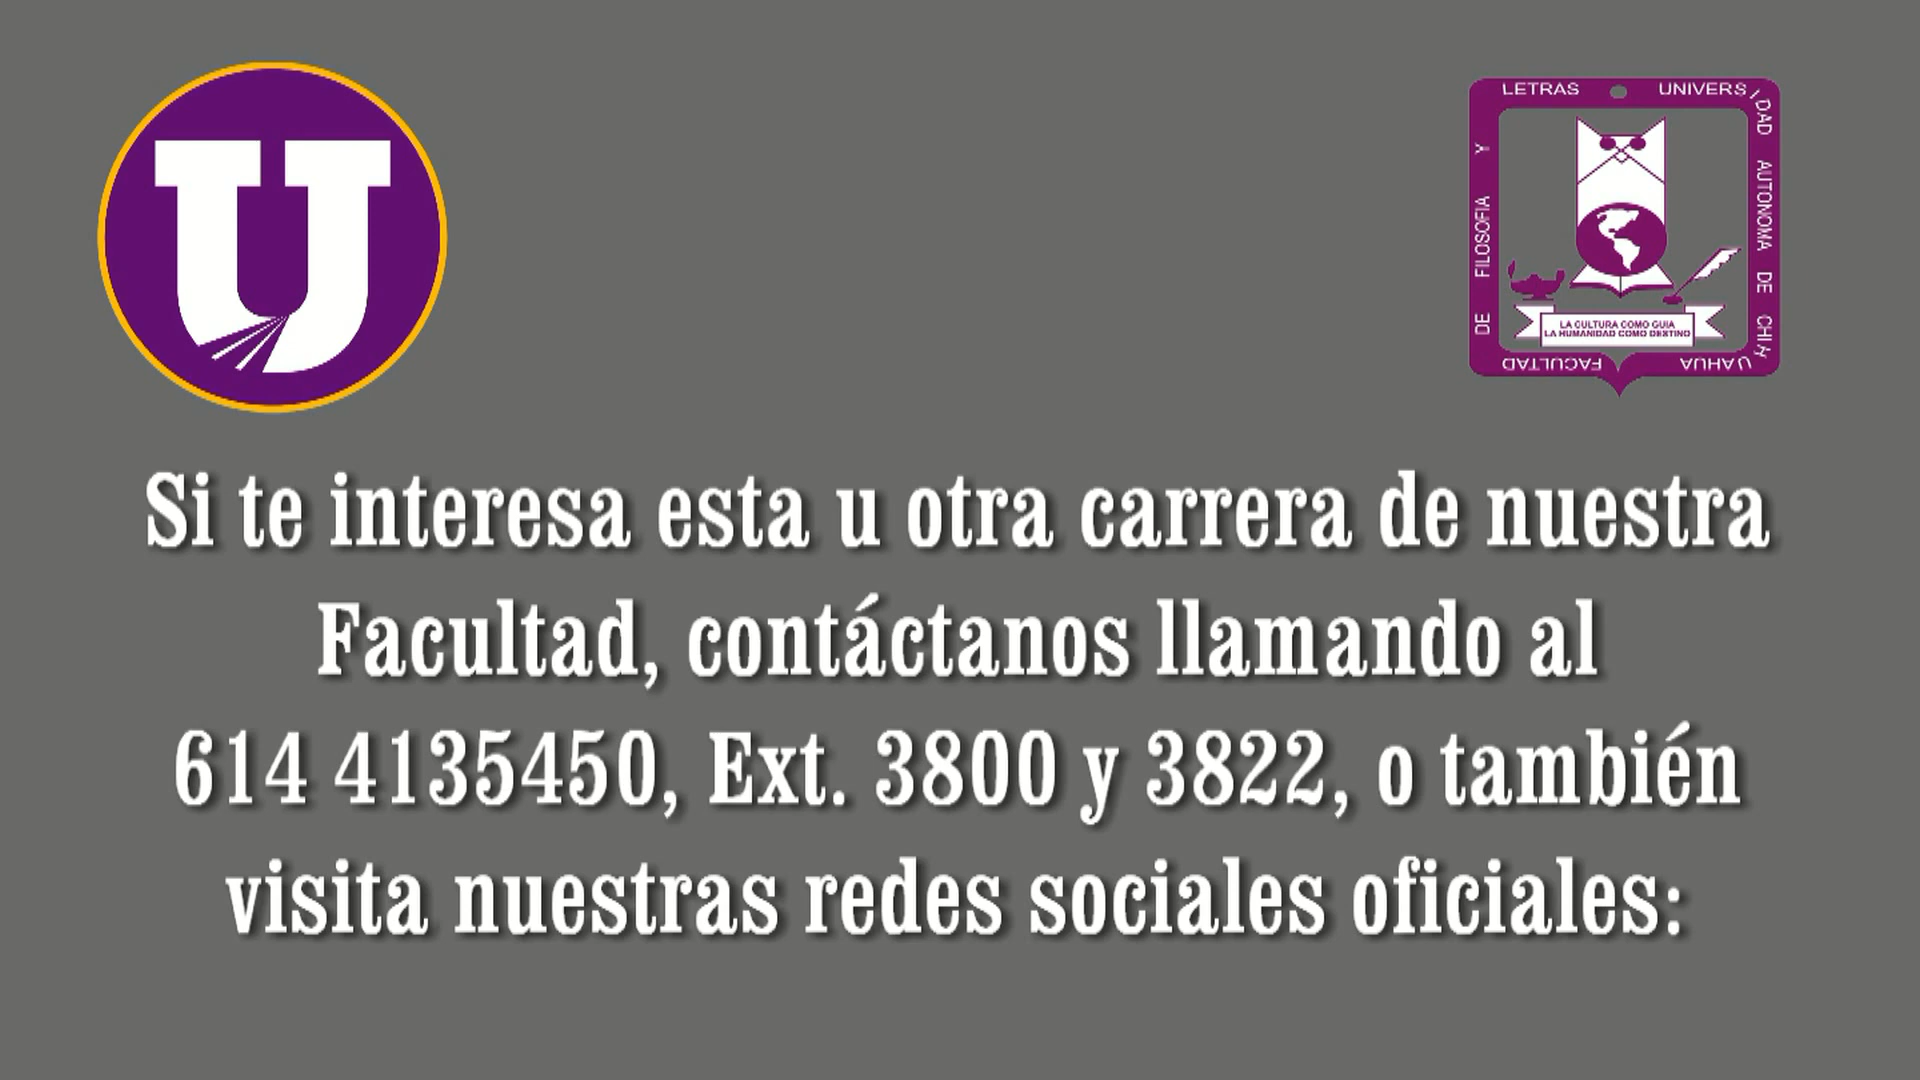 U
LETRAS UNIVERSIDAD AUTONOMA DE CHIHUAHUA
FACULTAD DE FILOSOFIA Y
LA CULTURA COMO GUIA
LA HUMANIDAD COMO DESTINO
Si te interesa esta u otra carrera de nuestra
Facultad, contáctanos llamando al
614 4135450, Ext. 3800 y 3822, o también
visita nuestras redes sociales oficiales: